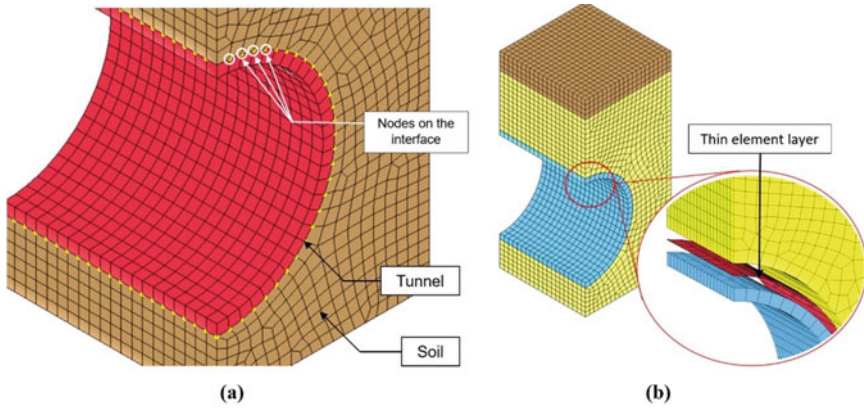 Nodes on the
interface
Tunnel
Soil
(a)
Thin element layer
(b)